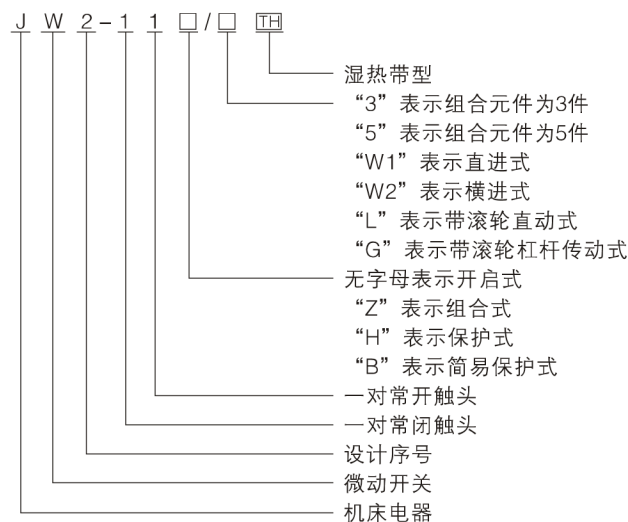 JW2-11□/□ TH
湿热带型
“3”表示组合元件为3件
“5”表示组合元件为5件
“W1”表示直进式
“W2”表示横进式
“L”表示带滚轮直动式
“G”表示带滚轮杠杆传动式
无字母表示开启式
“Z”表示组合式
“H”表示保护式
“B”表示简易保护式
一对常开触头
一对常闭触头
设计序号
微动开关
机床电器